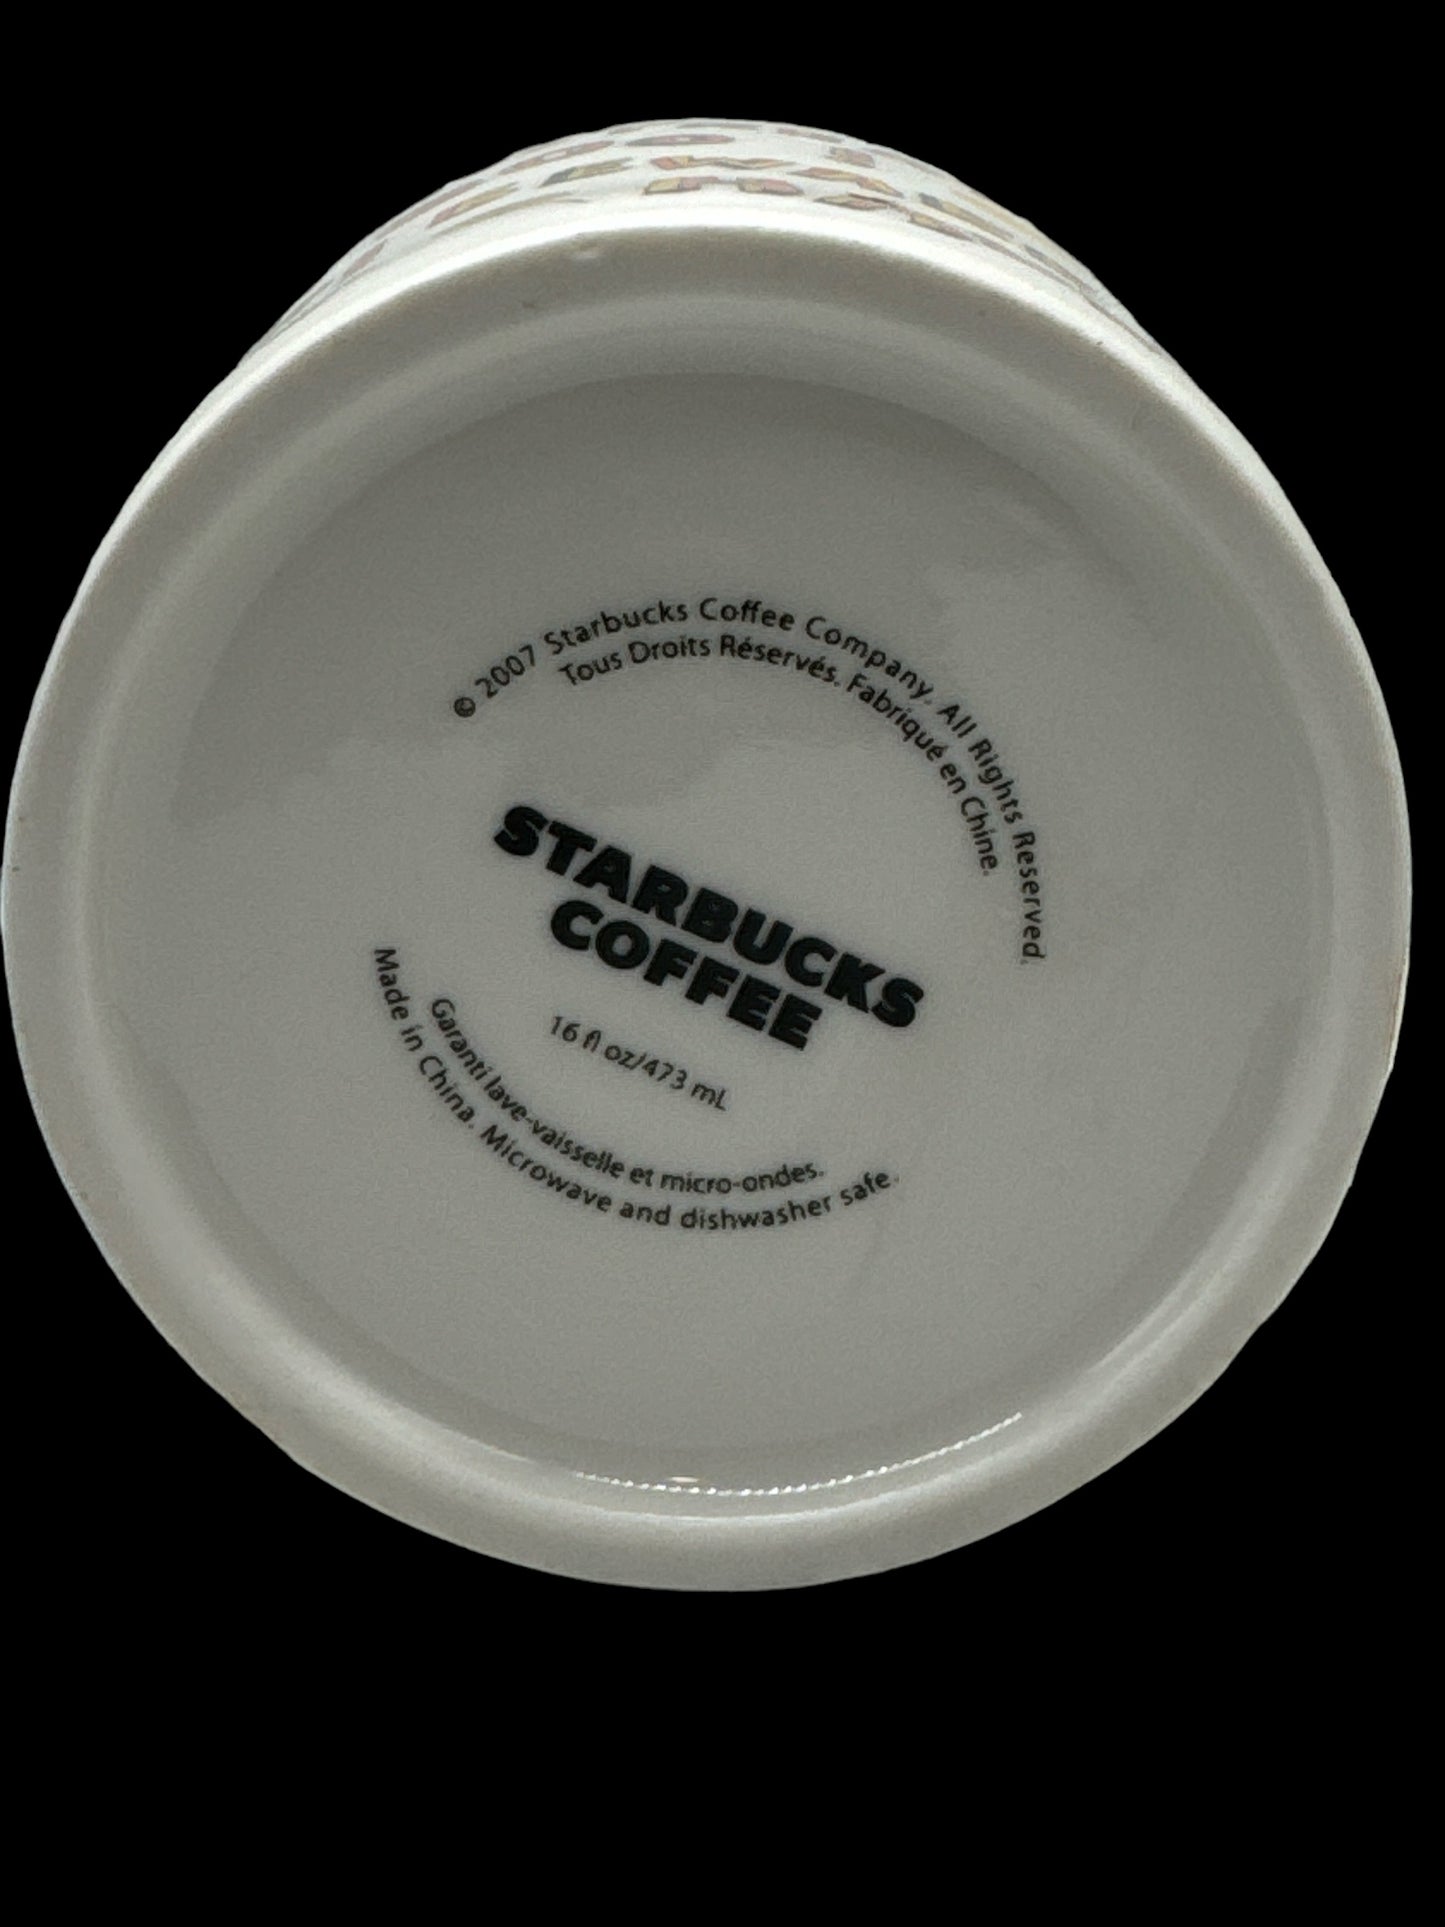 © 2007 Starbucks Coffee Company. All Rights Reserved.
Tous Droits Réservés. Fabriqué en Chine.
STARBUCKS
COFFEE
16 fl oz/473 mL
Garanti lave-vaisselle et micro-ondes.
Made in China. Microwave and dishwasher safe.